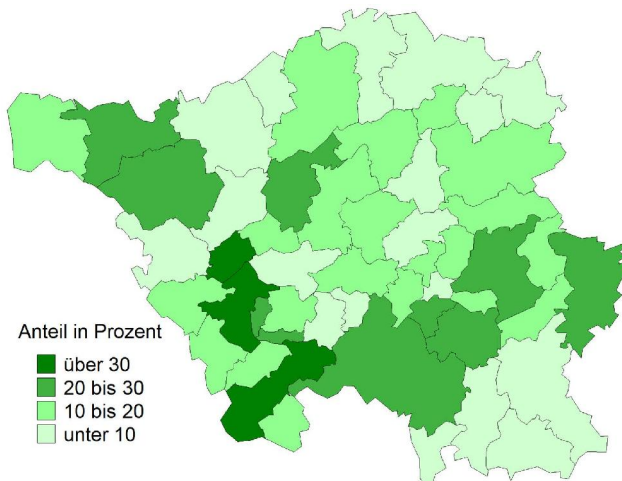 Anteil in Prozent
über 30
20 bis 30
10 bis 20
unter 10